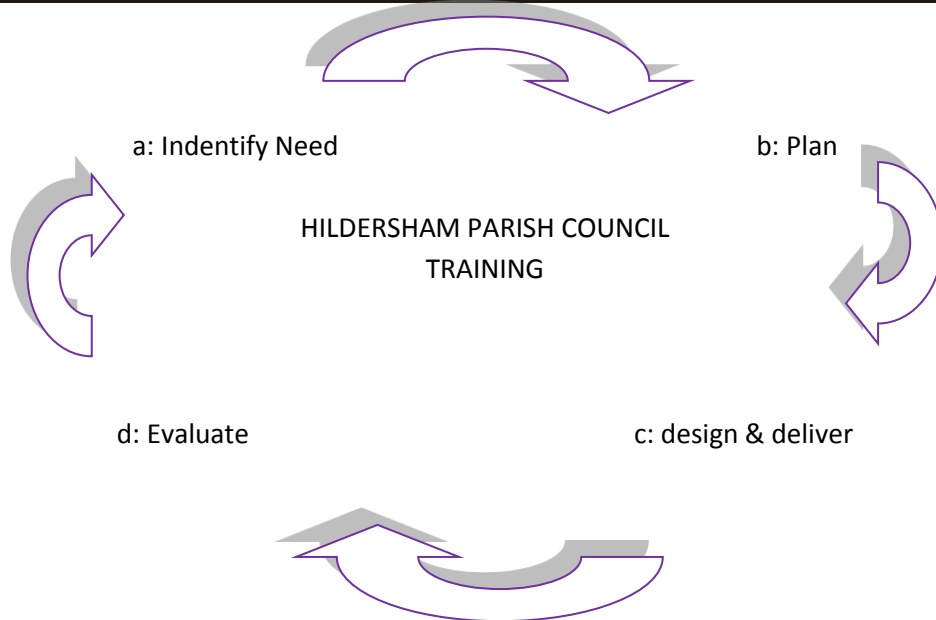 a: Indentify Need
b: Plan
HILDERSHAM PARISH COUNCIL
TRAINING
d: Evaluate
c: design & deliver